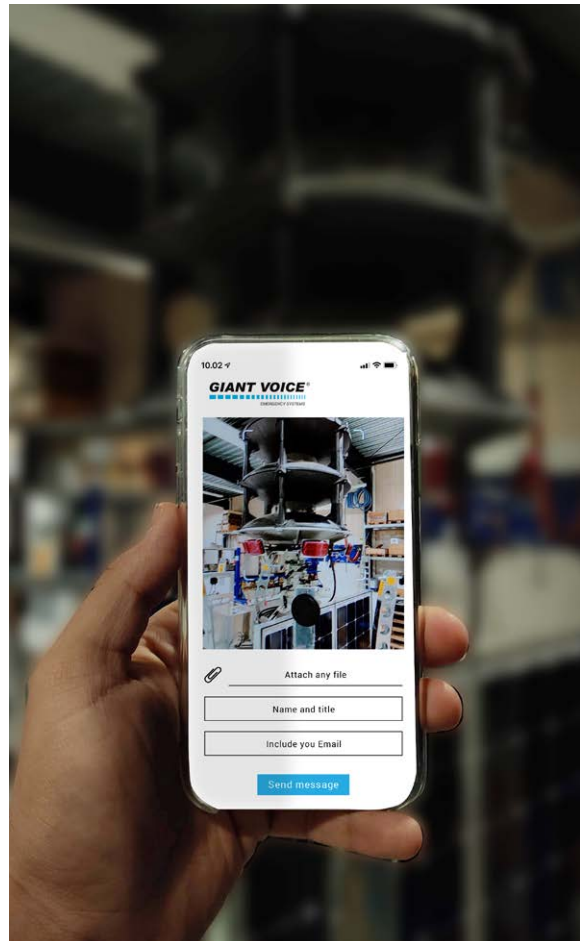 10.02
GIANT VOICE®
EMERGENCY SYSTEMS
Attach any file
Name and title
Include you Email
Send message